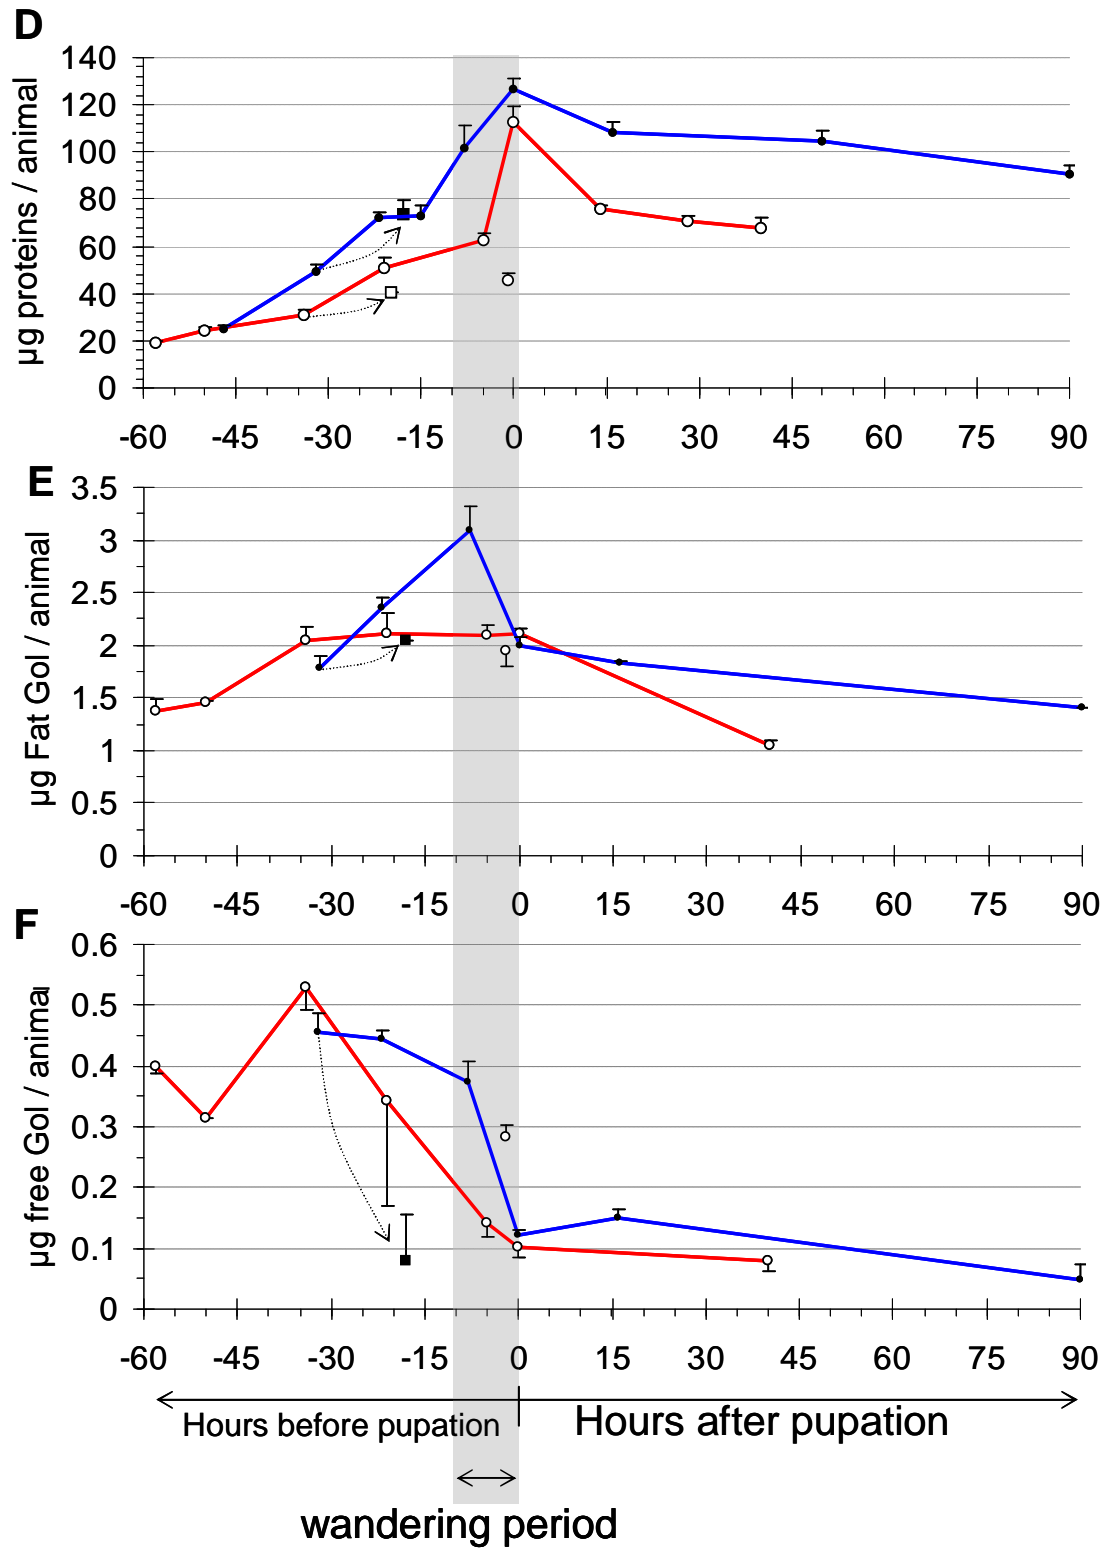 D
µg proteins / animal
140
120
100
80
60
40
20
0
-60 -45 -30 -15 0 15 30 45 60 75 90
E
µg Fat Gol / animal
3.5
3
2.5
2
1.5
1
0.5
0
-60 -45 -30 -15 0 15 30 45 60 75 90
F
µg free Gol / anima
0.6
0.5
0.4
0.3
0.2
0.1
0
-60 -45 -30 -15 0 15 30 45 60 75 90
Hours before pupation Hours after pupation
wandering period